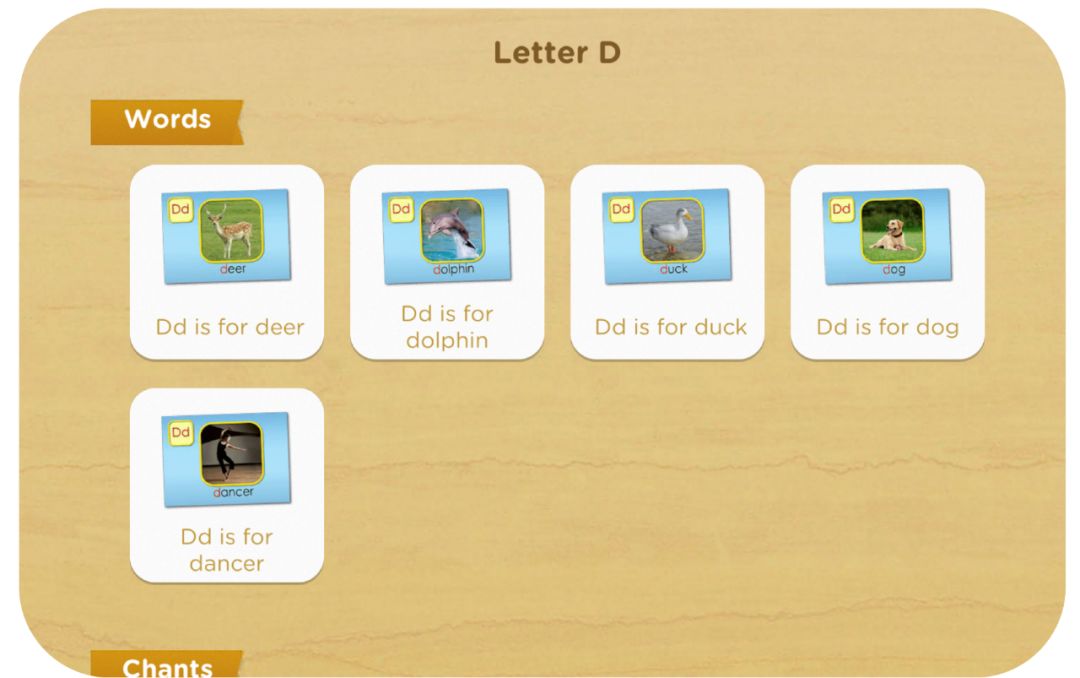 Letter D
Words
Dd
deer
Dd is for deer
Dd
dolphin
Dd is for
dolphin
Dd
duck
Dd is for duck
Dd
dog
Dd is for dog
Dd
dancer
Dd is for
dancer
Chants